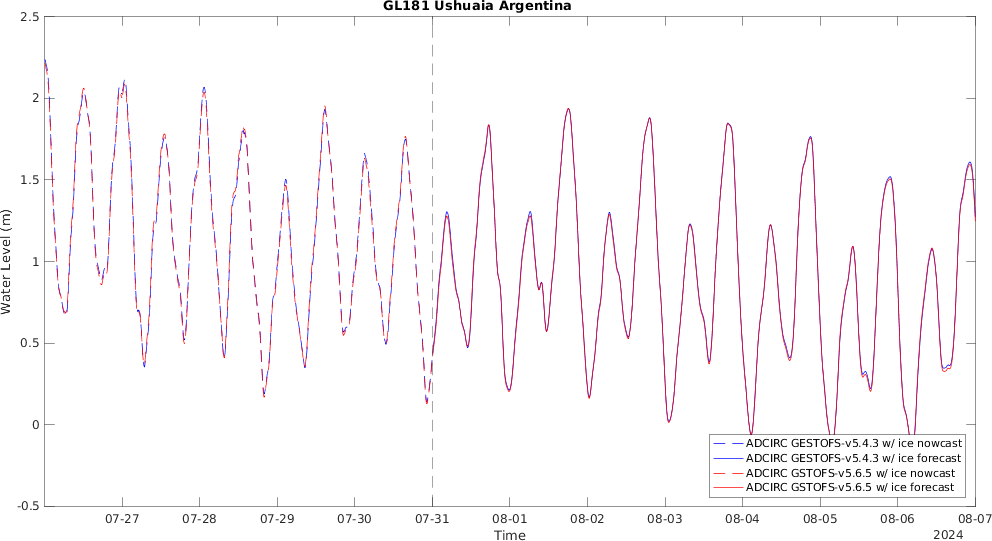 GL181 Ushuaia Argentina
Water Level (m)
2.5
2
1.5
1
0.5
0
-0.5
ADCIRC GESTOFS-v5.4.3 w/ ice nowcast
ADCIRC GESTOFS-v5.4.3 w/ ice forecast
ADCIRC GSTOFS-v5.6.5 w/ ice nowcast
ADCIRC GSTOFS-v5.6.5 w/ ice forecast
07-27 07-28 07-29 07-30 07-31 08-01 08-02 08-03 08-04 08-05 08-06 08-07
Time
2024